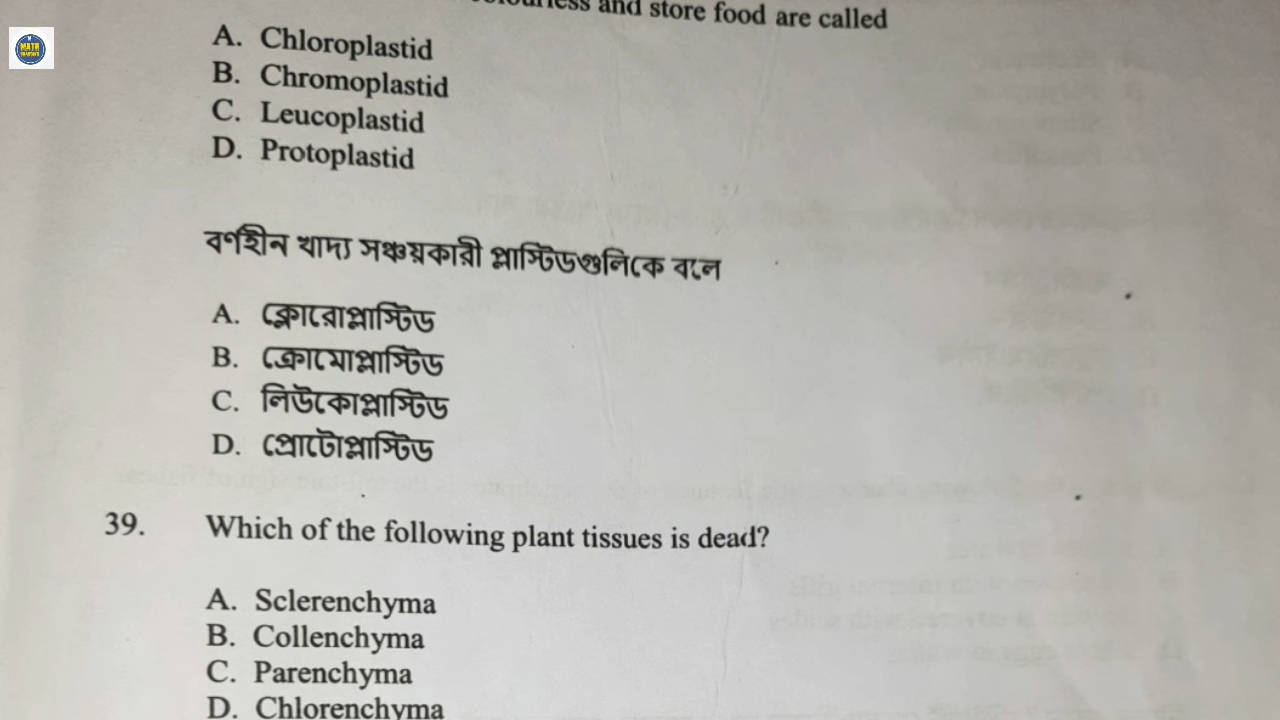 and store food are called
A. Chloroplastid
B. Chromoplastid
C. Leucoplastid
D. Protoplastid
বর্ণহীন খাদ্য সঞ্চয়কারী প্লাস্টিডগুলিকে বলে
A. ক্লোরোপ্লাস্টিড
B. ক্রোমোপ্লাস্টিড
C. লিউকোপ্লাস্টিড
D. প্রোটোপ্লাস্টিড
39. Which of the following plant tissues is dead?
A. Sclerenchyma
B. Collenchyma
C. Parenchyma
D. Chlorenchyma